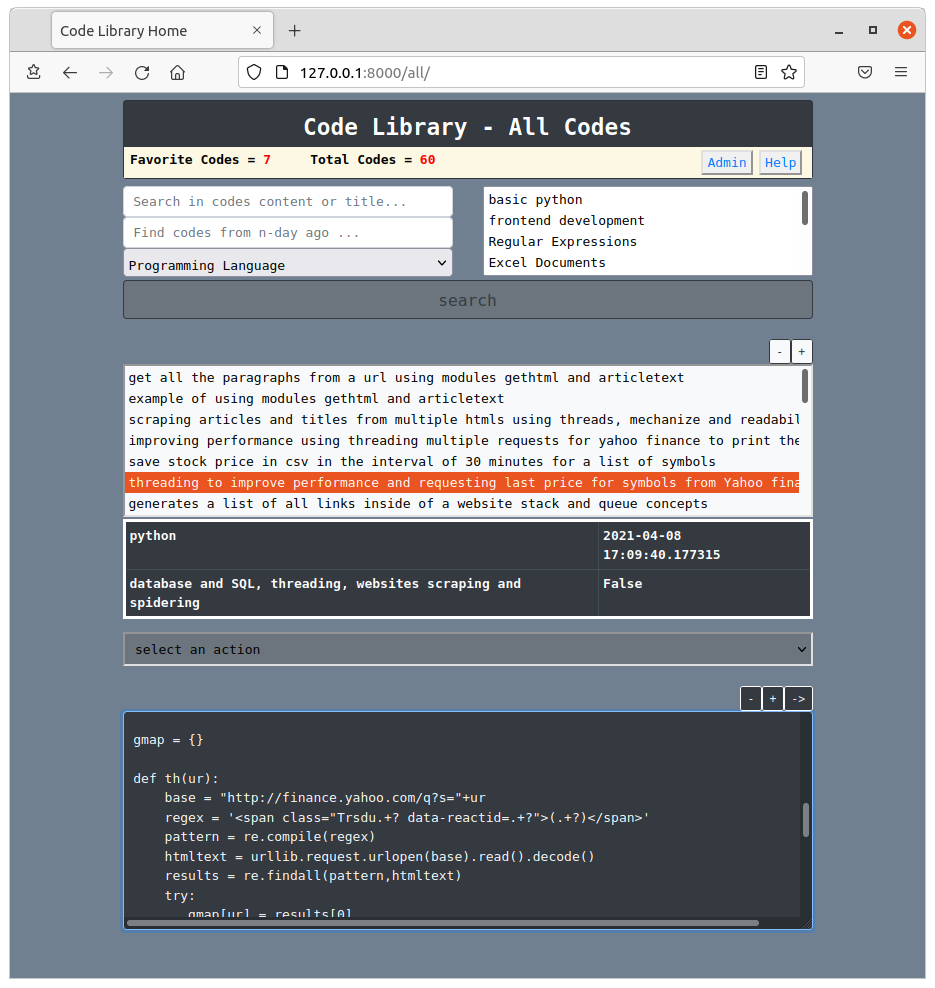 Code Library Home
127.0.0.1:8000/all/
Code Library - All Codes
Favorite Codes = 7 Total Codes = 60 Admin Help
Search in codes content or title...
Find codes from n-day ago ...
Programming Language
basic python
frontend development
Regular Expressions
Excel Documents
search
- +
get all the paragraphs from a url using modules gethtml and articletext
example of using modules gethtml and articletext
scraping articles and titles from multiple htmls using threads, mechanize and readabil
improving performance using threading multiple requests for yahoo finance to print the
save stock price in csv in the interval of 30 minutes for a list of symbols
threading to improve performance and requesting last price for symbols from Yahoo fina
generates a list of all links inside of a website stack and queue concepts
python
2021-04-08
17:09:40.177315
database and SQL, threading, websites scraping and
spidering
False
select an action
- + ->
gmap = {}
def th(ur):
base = "http://finance.yahoo.com/q?s="+ur
regex = '<span class="Trsdu.+? data-reactid=.+?">(.+?)</span>'
pattern = re.compile(regex)
htmltext = urllib.request.urlopen(base).read().decode()
results = re.findall(pattern,htmltext)
try:
gmap[url] = results[0]